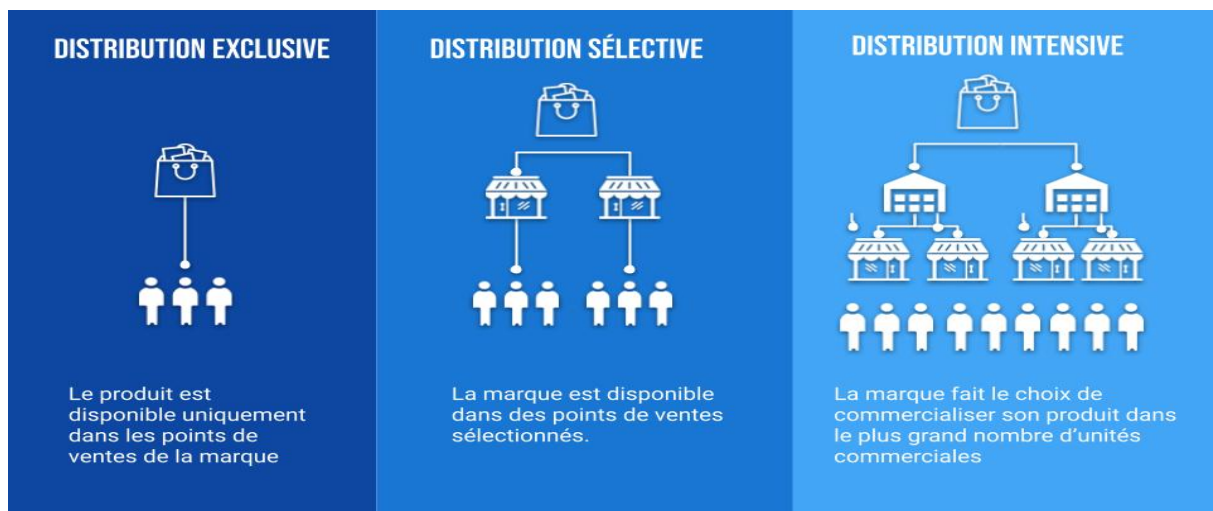 DISTRIBUTION EXCLUSIVE
Le produit est
disponible uniquement
dans les points de
ventes de la marque
DISTRIBUTION SÉLECTIVE
La marque est disponible
dans des points de ventes
sélectionnés.
DISTRIBUTION INTENSIVE
La marque fait le choix de
commercialiser son produit dans
le plus grand nombre d'unités
commerciales